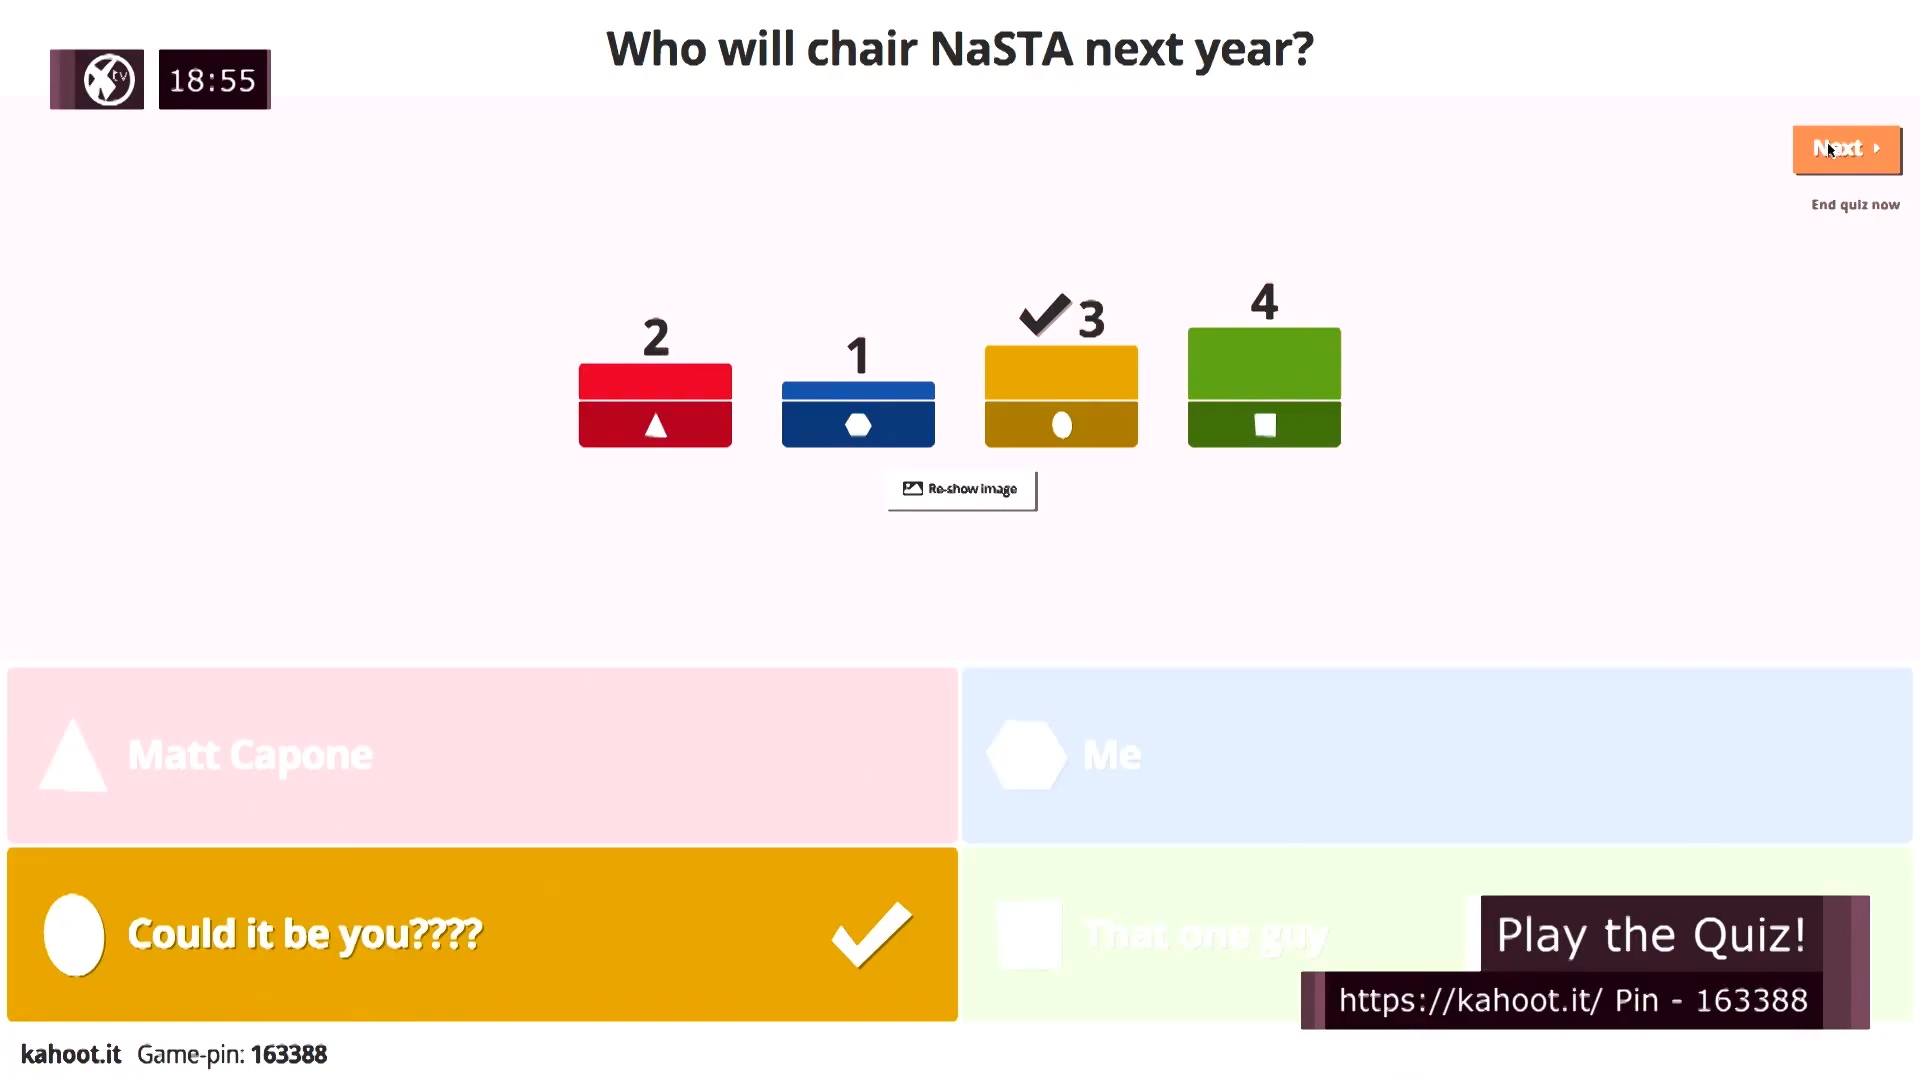 Who will chair NaSTA next year?
tv
18:55
Next
End quiz now
2
1
3
4
Re-show image
Matt Capone
Me
Could it be you????
That one guy
Play the Quiz!
https://kahoot.it/ Pin - 163388
kahoot.it Game-pin: 163388